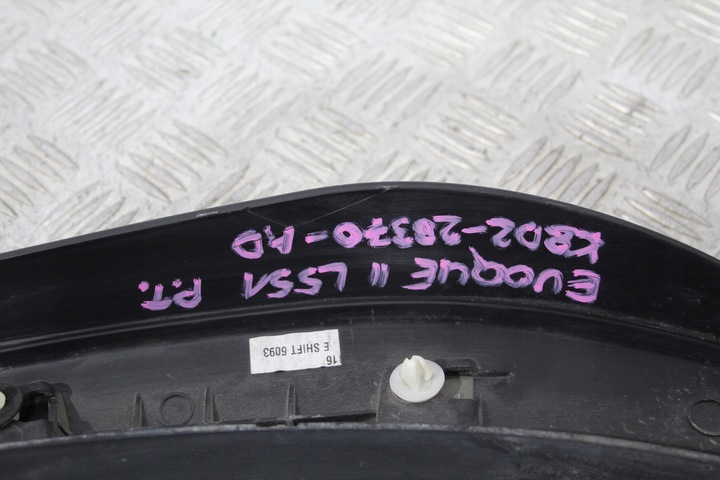 16
E SHIFT 6093
EVOQUE II L551 P.T.
K8D2-28370-AD